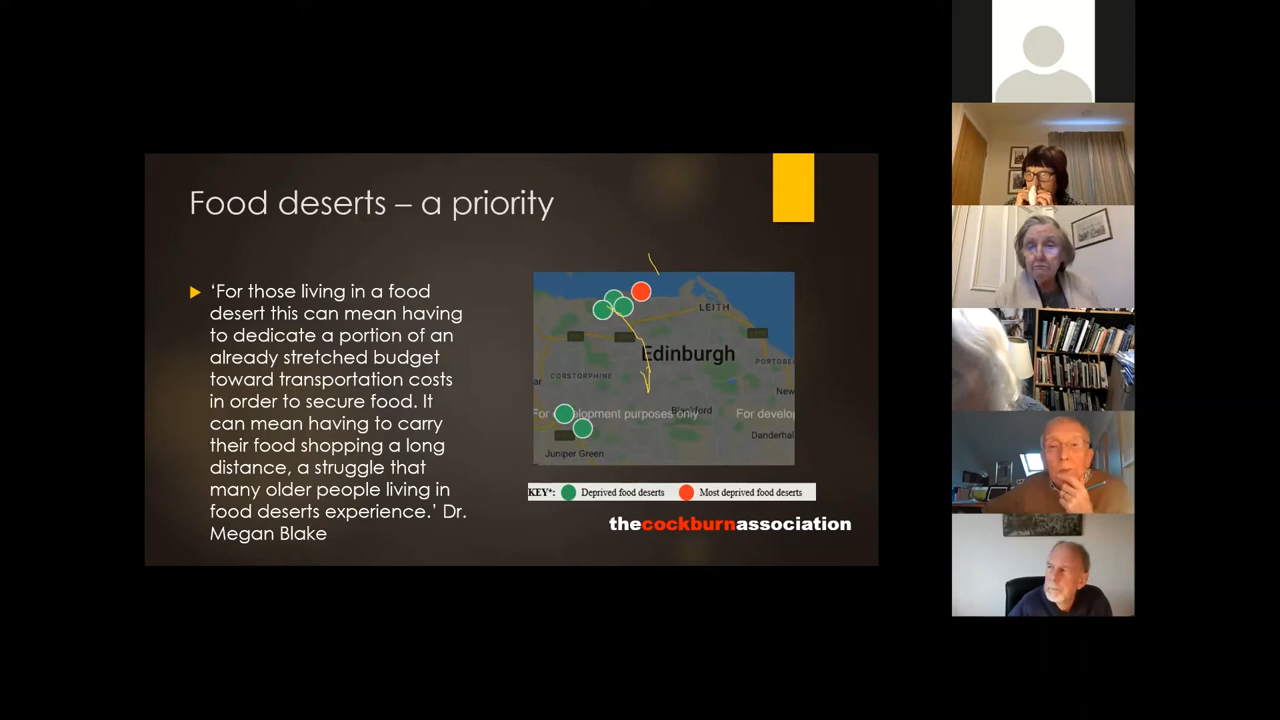 Food deserts – a priority
‘For those living in a food
desert this can mean having
to dedicate a portion of an
already stretched budget
toward transportation costs
in order to secure food. It
can mean having to carry
their food shopping a long
distance, a struggle that
many older people living in
food deserts experience.’ Dr.
Megan Blake
LEITH
Edinburgh
PORTOBE
CORSTORPHINE
ar
New
Blackford
For development purposes only
For develop
Danderhal
Juniper Green
KEY*: Deprived food deserts Most deprived food deserts
thecockburnassociation